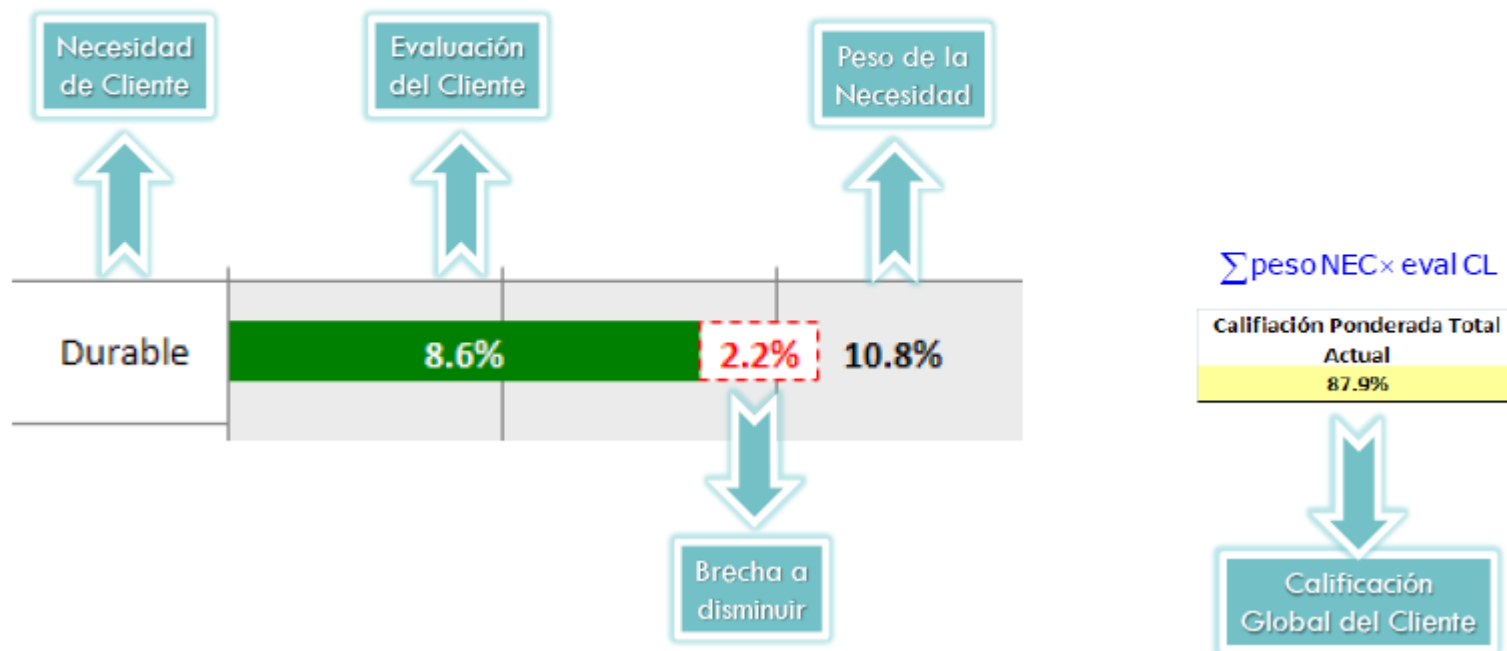 Necesidad
de Cliente
Evaluación
del Cliente
Peso de la
Necesidad
∑peso NEC× eval CL
Durable
8.6%
2.2%
10.8%
Califiación Ponderada Total
Actual
87.9%
Brecha a
disminuir
Calificación
Global del Cliente